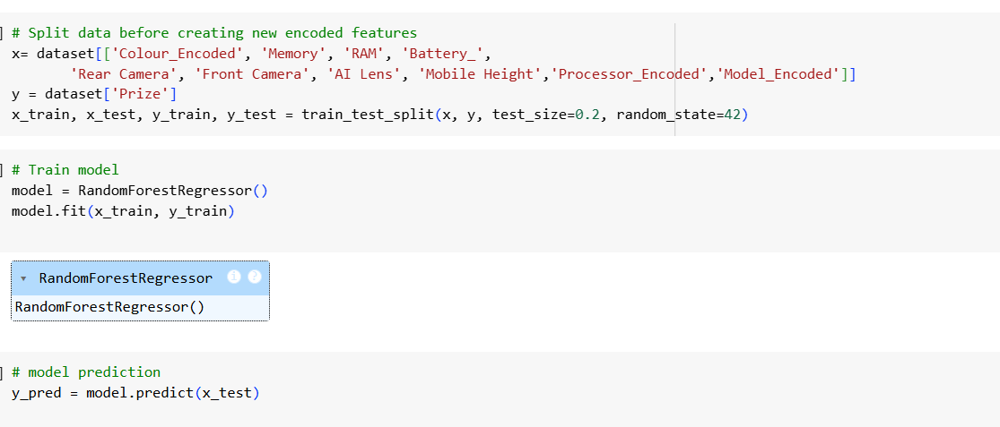 ] # Split data before creating new encoded features
x= dataset[['Colour_Encoded', 'Memory', 'RAM', 'Battery_',
'Rear Camera', 'Front Camera', 'AI Lens', 'Mobile Height','Processor_Encoded','Model_Encoded']]
y = dataset['Prize']
x_train, x_test, y_train, y_test = train_test_split(x, y, test_size=0.2, random_state=42)
] # Train model
model = RandomForestRegressor()
model.fit(x_train, y_train)
▾ RandomForestRegressor i ?
RandomForestRegressor()
] # model prediction
y_pred = model.predict(x_test)